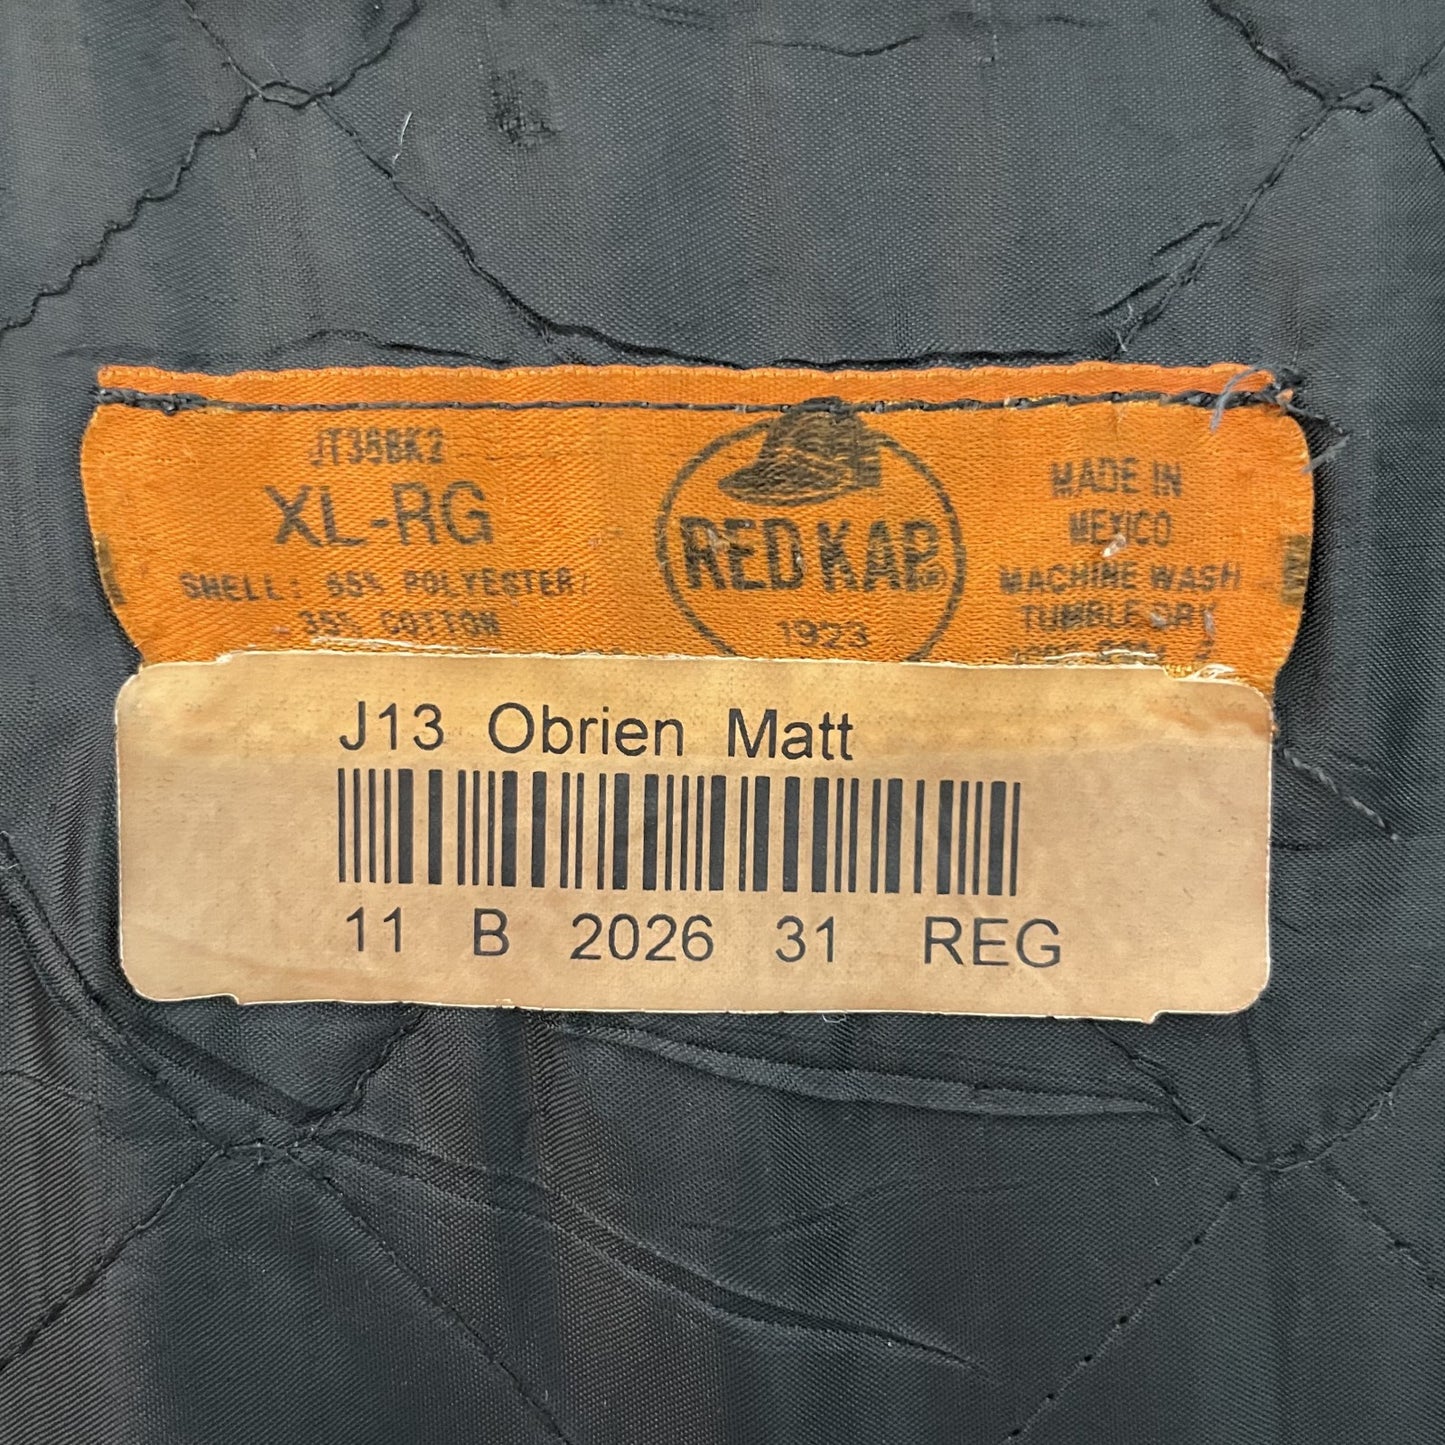 JT38BK2
XL-RG
SHELL: 65% POLYESTER/
35% COTTON
RED KAP®
1923
MADE IN
MEXICO
MACHINE WASH
TUMBLE DRY
J13 Obrien Matt
11 B 2026 31 REG